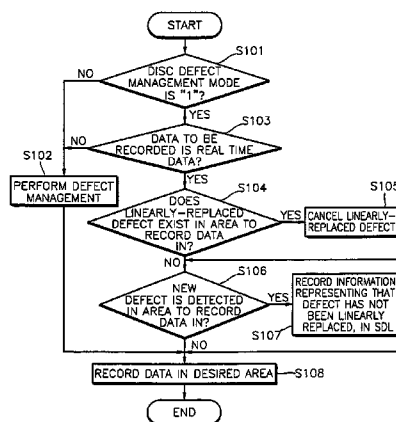 START
S101
DISC DEFECT
MANAGEMENT MODE
IS "1"?
NO
YES
S103
DATA TO BE
RECORDED IS REAL TIME
DATA?
NO
YES
S102
PERFORM DEFECT
MANAGEMENT
S104
DOES
LINEARLY-REPLACED
DEFECT EXIST IN AREA TO
RECORD DATA
IN?
YES
S105
CANCEL LINEARLY-
REPLACED DEFECT
NO
S106
NEW
DEFECT IS DETECTED
IN AREA TO RECORD
DATA IN?
YES
RECORD INFORMATION
REPRESENTING THAT
DEFECT HAS NOT
BEEN LINEARLY
REPLACED, IN SDL
S107
NO
RECORD DATA IN DESIRED AREA
S108
END